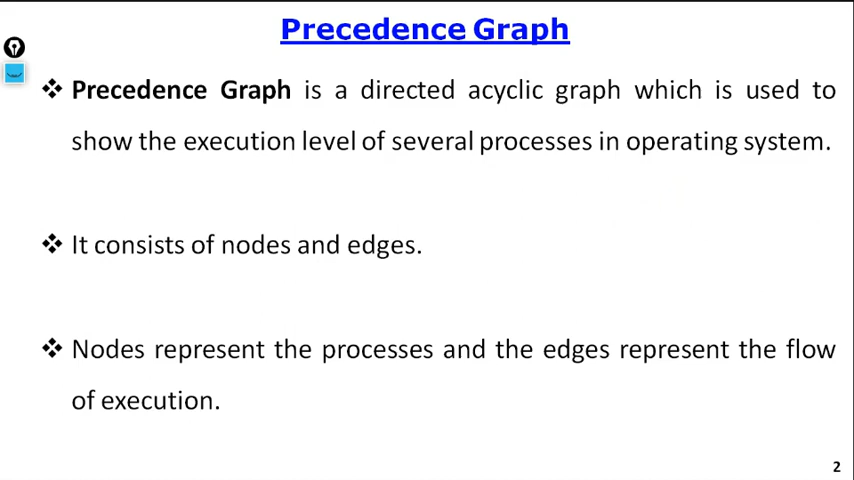 Precedence Graph
❖ Precedence Graph is a directed acyclic graph which is used to
show the execution level of several processes in operating system.
❖ It consists of nodes and edges.
❖ Nodes represent the processes and the edges represent the flow
of execution.
2